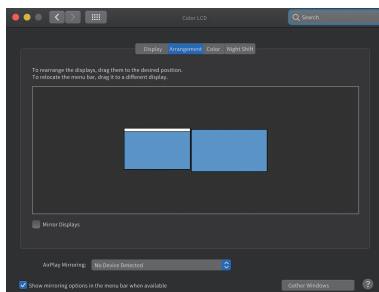 Color LCD
Search
Display Arrangement Color Night Shift
To rearrange the displays, drag them to the desired position.
To relocate the menu bar, drag it to a different display.
Mirror Displays
AirPlay Mirroring: No Device Detected
Show mirroring options in the menu bar when available
Gather Windows ?